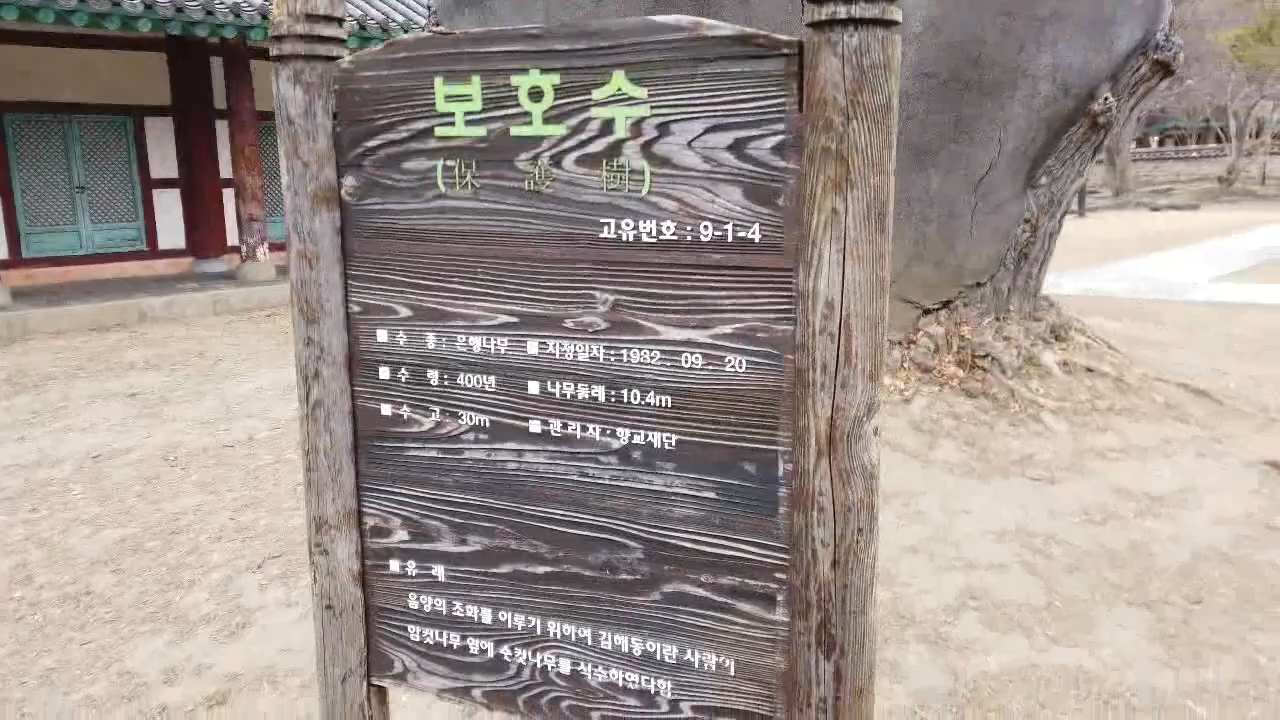 보호수
(保護樹)
고유번호 : 9-1-4
■ 수 종 : 은행나무 ■ 지정일자 : 1982. 09. 20
■ 수 령 : 400년 ■ 나무둘레 : 10.4m
■ 수 고 : 30m ■ 관리자 : 향교재단
■ 유 래
음양의 조화를 이루기 위하여 김해동이란 사람이
암컷나무 옆에 숫컷나무를 식수하였다함